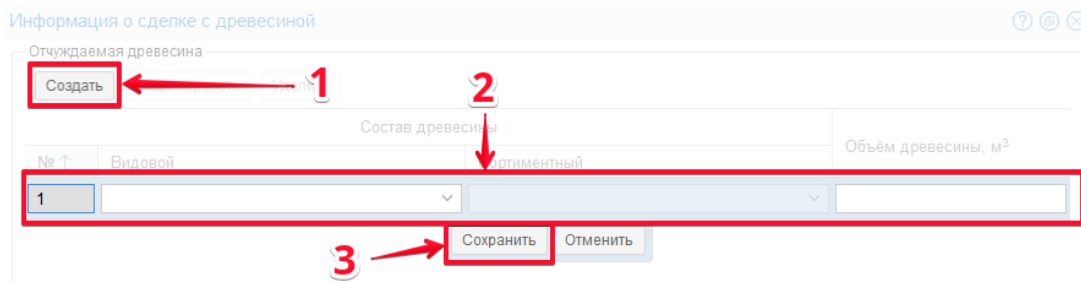 Информация о сделке с древесиной
Отчуждаемая древесина
Создать
1
2
Состав древесины
Объём древесины, м3
№ ↑ Видовой Сортиментный
1
Сохранить Отменить
3